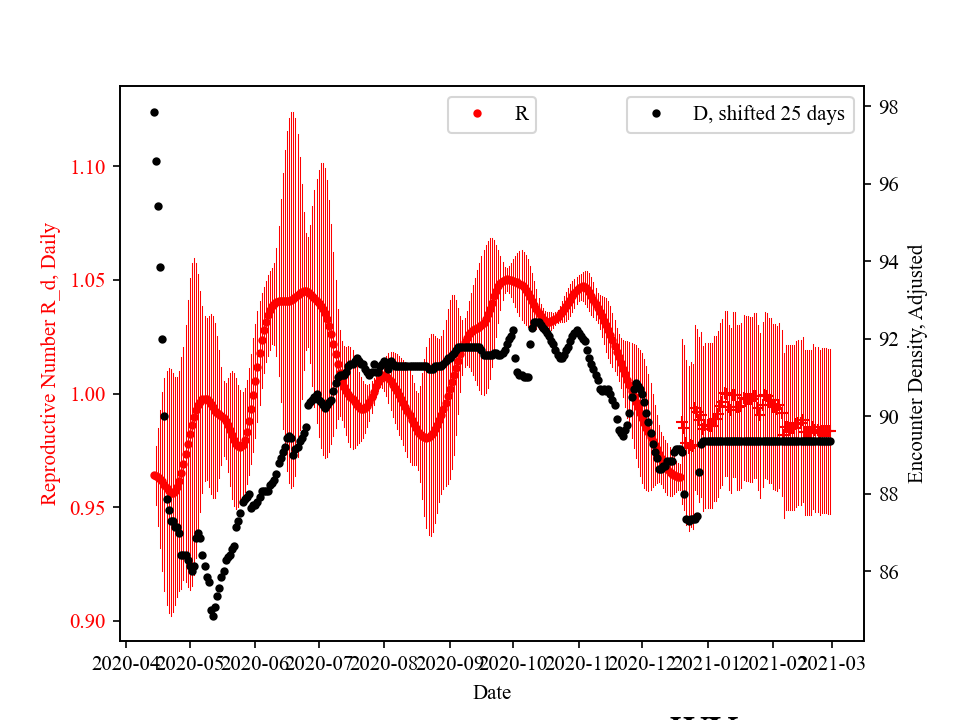 R
D, shifted 25 days
Reproductive Number R_d, Daily
1.10
1.05
1.00
0.95
0.90
98
96
94
92
90
88
86
Encounter Density, Adjusted
2020-04 2020-05 2020-06 2020-07 2020-08 2020-09 2020-10 2020-11 2020-12 2021-01 2021-02 2021-03
Date